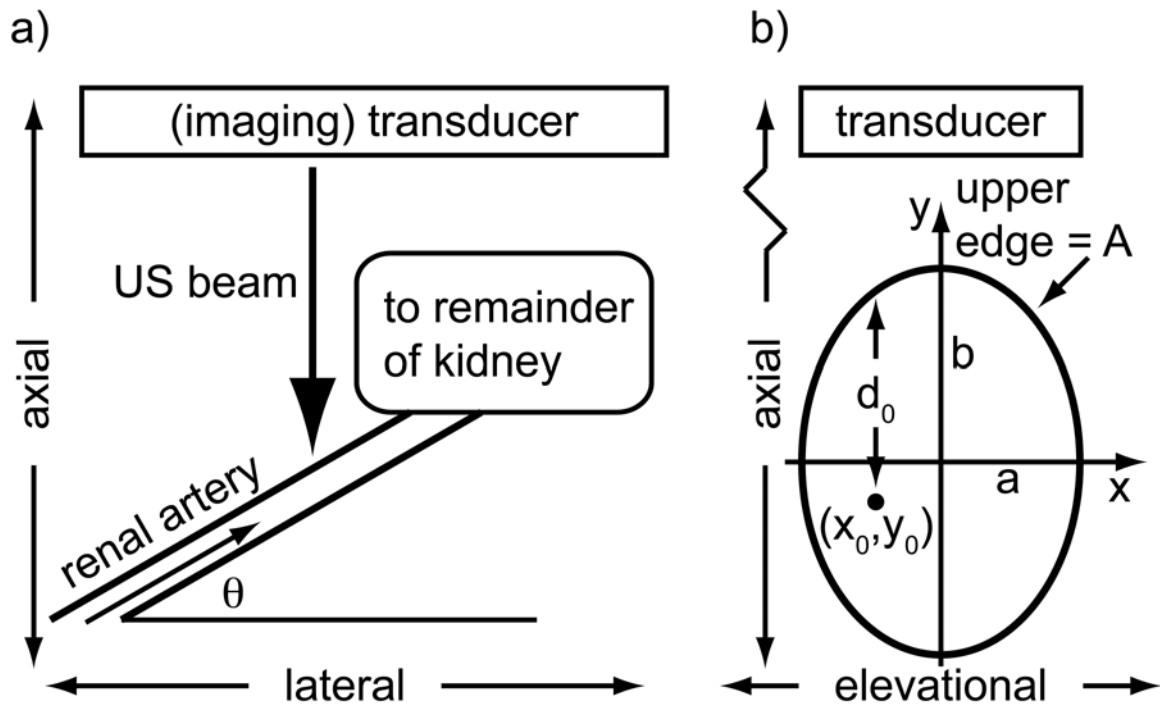 a)
(imaging) transducer
US beam
to remainder
of kidney
axial
renal artery
θ
lateral
b)
transducer
y
upper
edge = A
axial
b
d₀
a
x
(x₀,y₀)
elevational